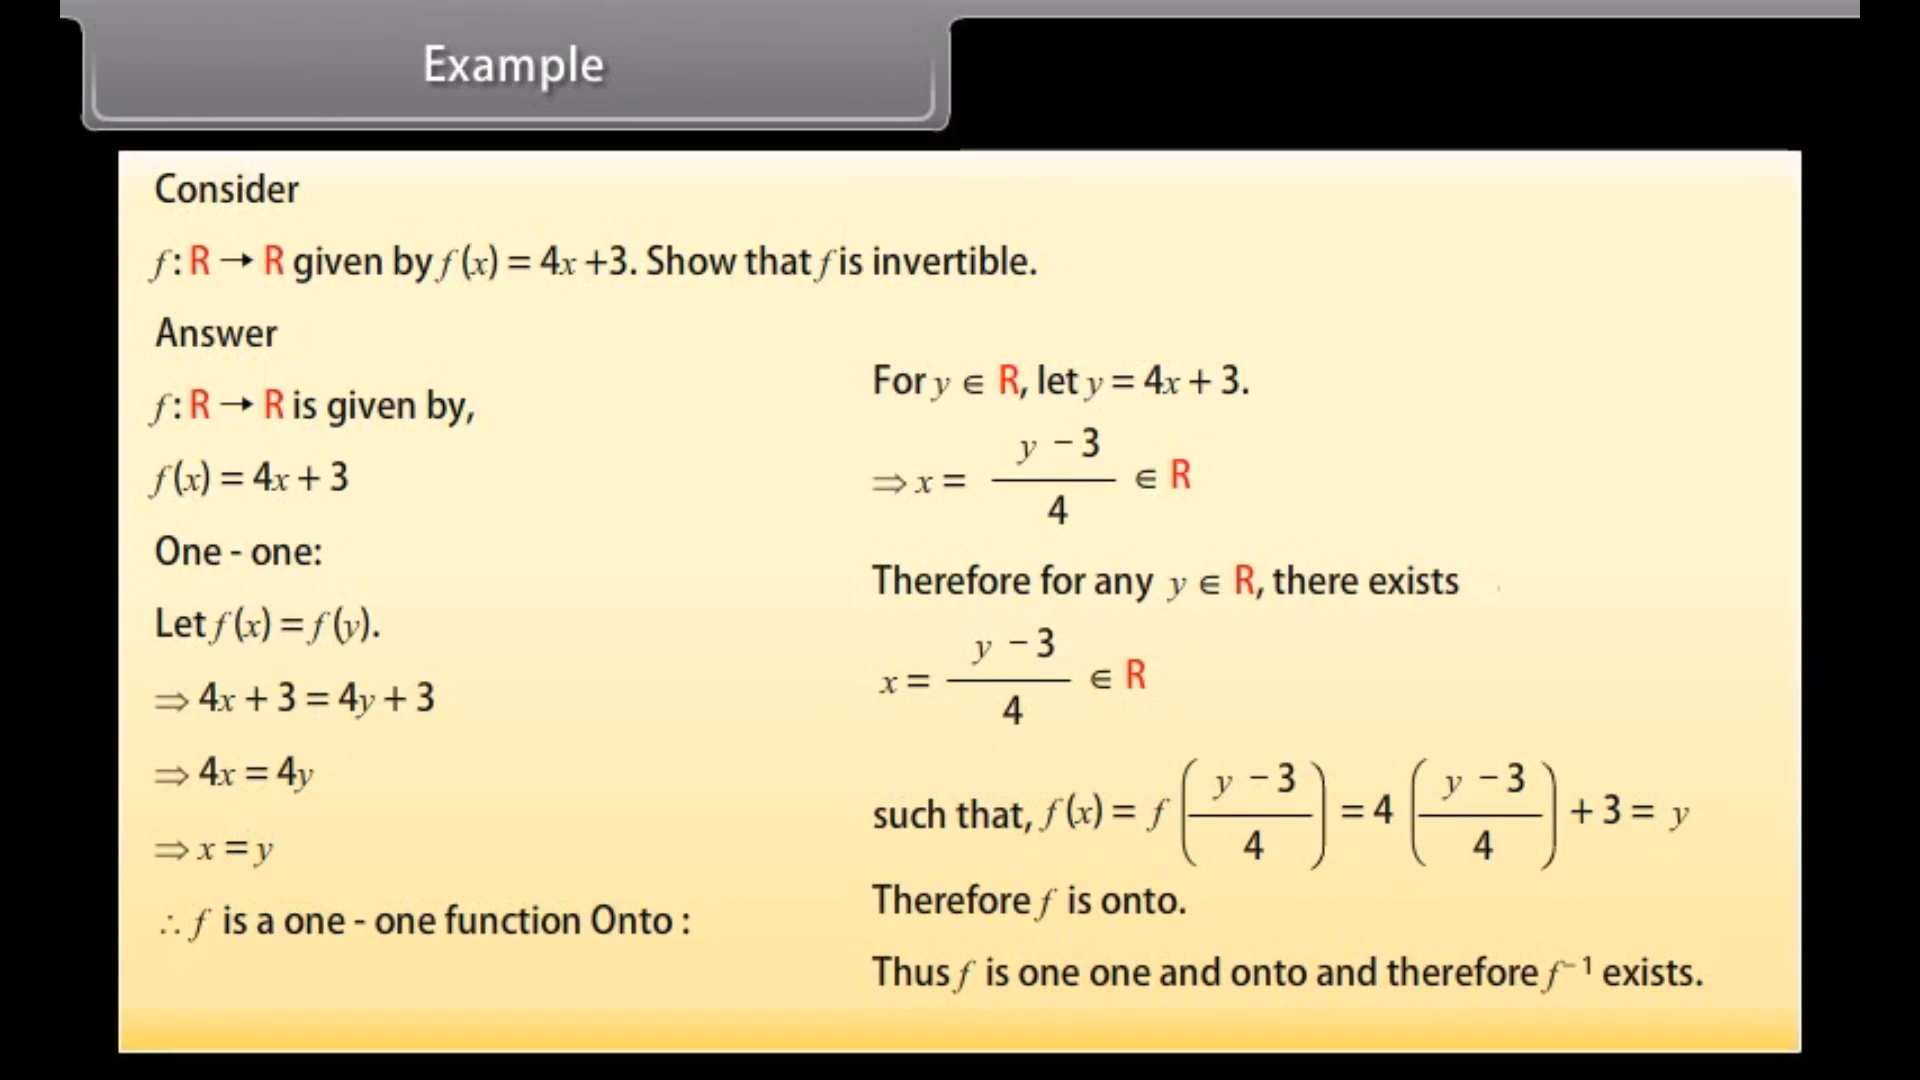 Example
Consider
f : R → R given by f (x) = 4x +3. Show that f is invertible.
Answer
f : R → R is given by,
f (x) = 4x + 3
One - one:
Let f (x) = f (y).
⇒ 4x + 3 = 4y + 3
⇒ 4x = 4y
⇒ x = y
∴ f is a one - one function Onto :
For y ∈ R, let y = 4x + 3.
⇒ x = (y - 3)/4 ∈ R
Therefore for any y ∈ R, there exists
x = (y - 3)/4 ∈ R
such that, f (x) = f ((y - 3)/4) = 4 ((y - 3)/4) + 3 = y
Therefore f is onto.
Thus f is one one and onto and therefore f⁻¹ exists.